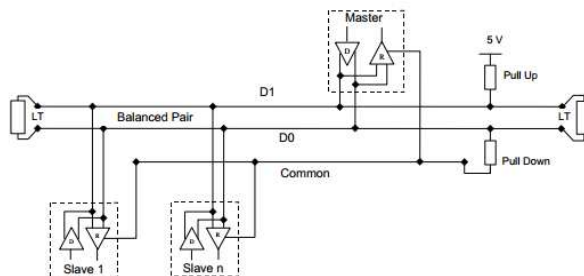 Master
D
R
5 V
Pull Up
D1
LT
Balanced Pair
LT
D0
Pull Down
Common
D
R
D
R
Slave 1
Slave n